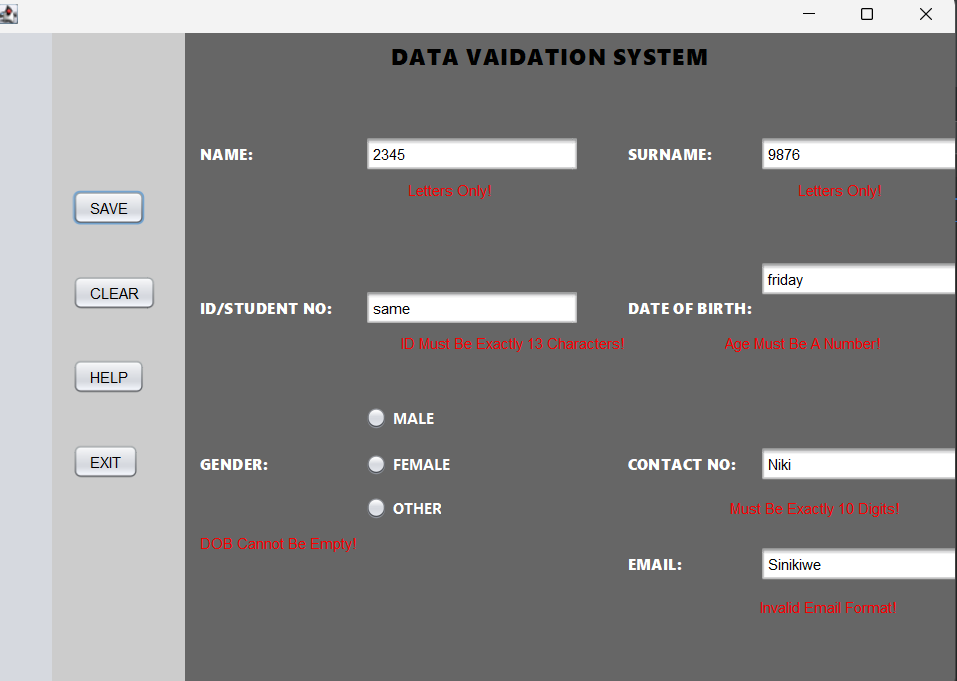 DATA VAIDATION SYSTEM
NAME: 2345 SURNAME: 9876
Letters Only! Letters Only!
SAVE
friday
CLEAR
ID/STUDENT NO: same DATE OF BIRTH:
ID Must Be Exactly 13 Characters! Age Must Be A Number!
HELP
MALE
EXIT
GENDER: FEMALE CONTACT NO: Niki
OTHER Must Be Exactly 10 Digits!
DOB Cannot Be Empty!
EMAIL: Sinikiwe
Invalid Email Format!